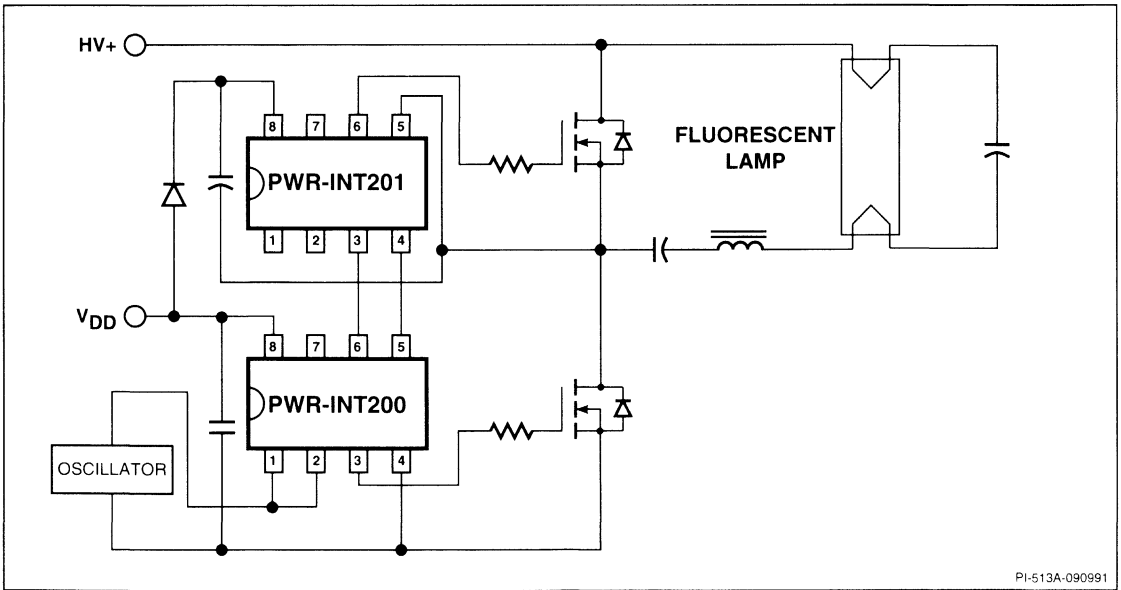 HV+
8 7 6 5
PWR-INT201
1 2 3 4
FLUORESCENT
LAMP
VDD
8 7 6 5
PWR-INT200
1 2 3 4
OSCILLATOR
PI-513A-090991